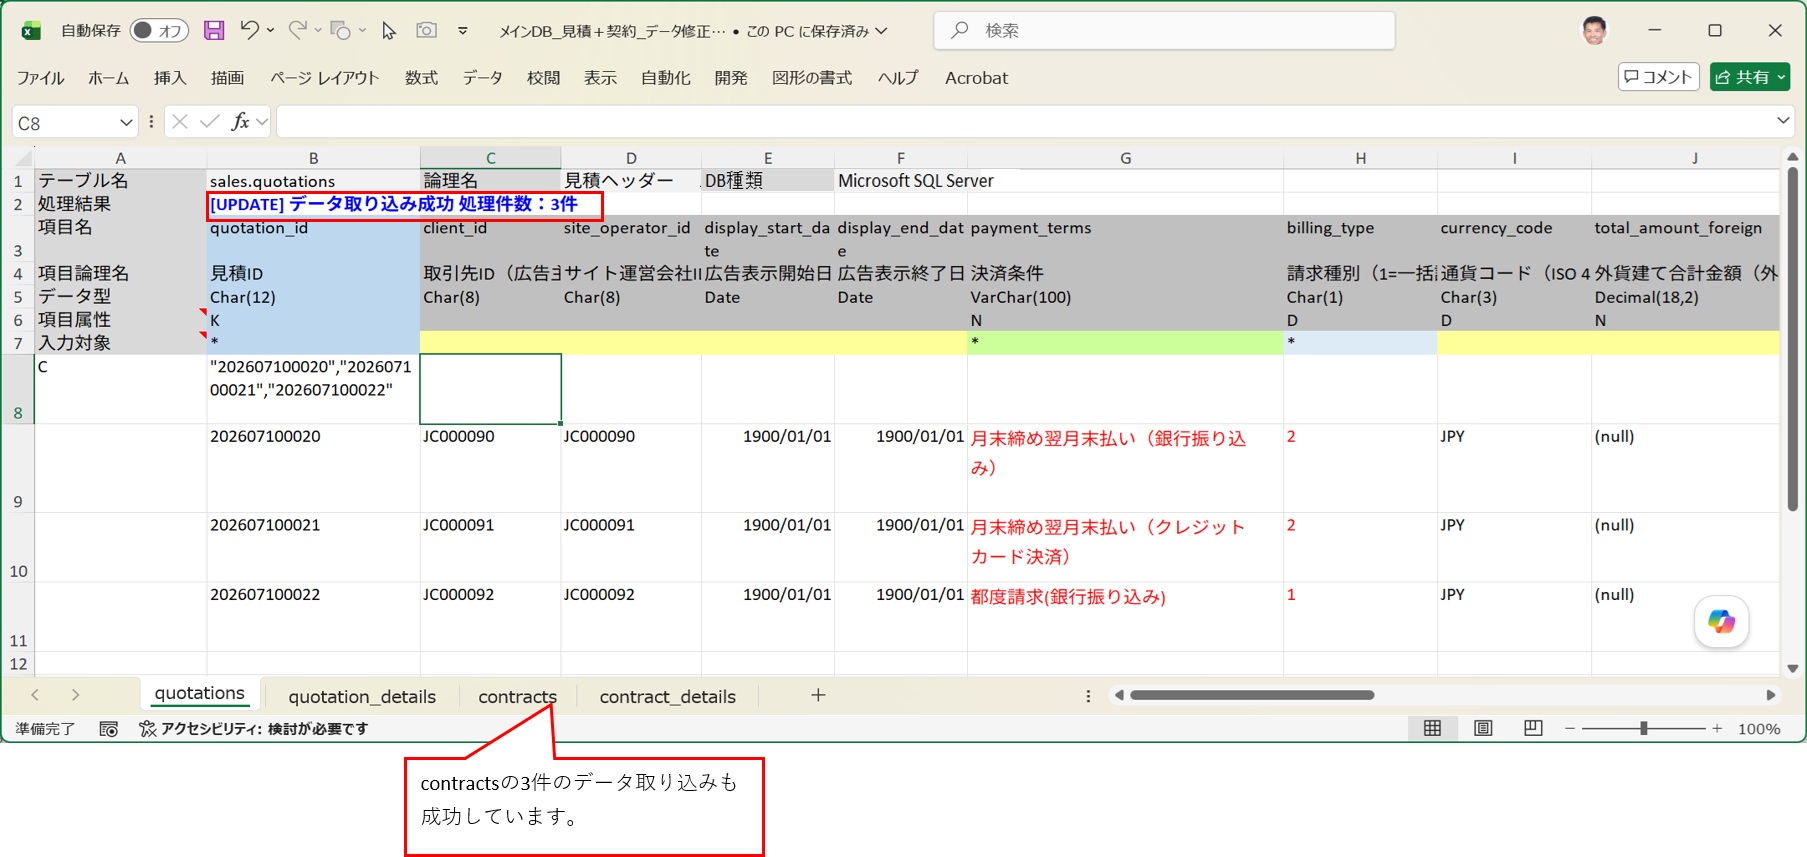 自動保存 オフ メインDB_見積＋契約_データ修正… • この PC に保存済み 検索
ファイル ホーム 挿入 描画 ページ レイアウト 数式 データ 校閲 表示 自動化 開発 図形の書式 ヘルプ Acrobat コメント 共有
C8 fx
A B C D E F G H I J
1 テーブル名 sales.quotations 論理名 見積ヘッダー DB種類 Microsoft SQL Server
2 処理結果 [UPDATE] データ取り込み成功 処理件数：3件
3 項目名 quotation_id client_id site_operator_id display_start_da display_end_dat payment_terms billing_type currency_code total_amount_foreign
te e
4 項目論理名 見積ID 取引先ID（広告主 サイト運営会社II 広告表示開始日 広告表示終了日 決済条件 請求種別（1=一括 通貨コード（ISO 4 外貨建て合計金額（外
5 データ型 Char(12) Char(8) Char(8) Date Date VarChar(100) Char(1) Char(3) Decimal(18,2)
6 項目属性 K N D D N
7 入力対象 * * *
8 C "202607100020","2026071
00021","202607100022"
9 202607100020 JC000090 JC000090 1900/01/01 1900/01/01 月末締め翌月末払い（銀行振り込 2 JPY (null)
み）
10 202607100021 JC000091 JC000091 1900/01/01 1900/01/01 月末締め翌月末払い（クレジット 2 JPY (null)
カード決済）
11 202607100022 JC000092 JC000092 1900/01/01 1900/01/01 都度請求(銀行振り込み) 1 JPY (null)
12
quotations quotation_details contracts contract_details +
準備完了 アクセシビリティ: 検討が必要です 100%
contractsの3件のデータ取り込みも
成功しています。